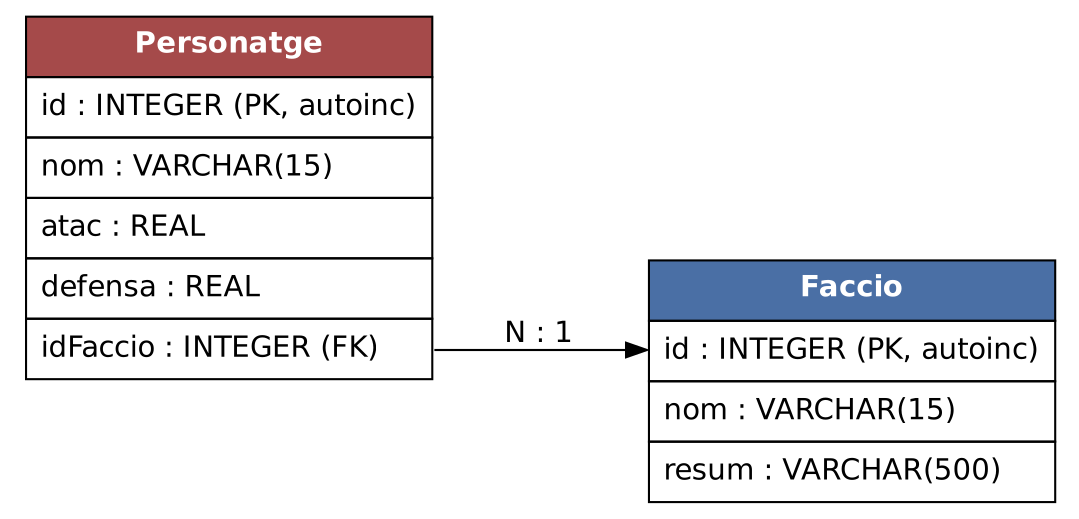 Personatge
id : INTEGER (PK, autoinc)
nom : VARCHAR(15)
atac : REAL
defensa : REAL
idFaccio : INTEGER (FK)
N : 1
Faccio
id : INTEGER (PK, autoinc)
nom : VARCHAR(15)
resum : VARCHAR(500)